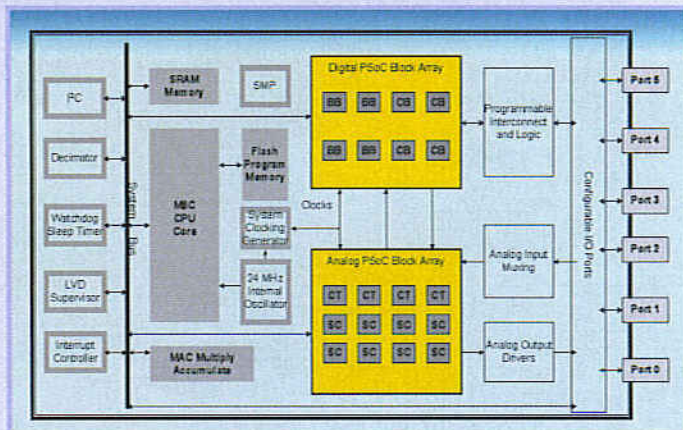 I²C
Decimator
Watchdog
Sleep Timer
LVD
Supervisor
Interrupt
Controller
System
Bus
SRAM
Memory
SMP
M8C
CPU
Core
Flash
Program
Memory
System
Clocking
Generator
24 MHz
Internal
Oscillator
MAC Multiply
Accumulate
Clocks
Digital PSoC Block Array
BB BB CB CB
BB BB CB CB
Analog PSoC Block Array
CT CT CT CT
SC SC SC SC
SC SC SC SC
Programmable
Interconnect
and Logic
Analog Input
Muxing
Analog Output
Drivers
Configurable I/O Ports
Port 5
Port 4
Port 3
Port 2
Port 1
Port 0